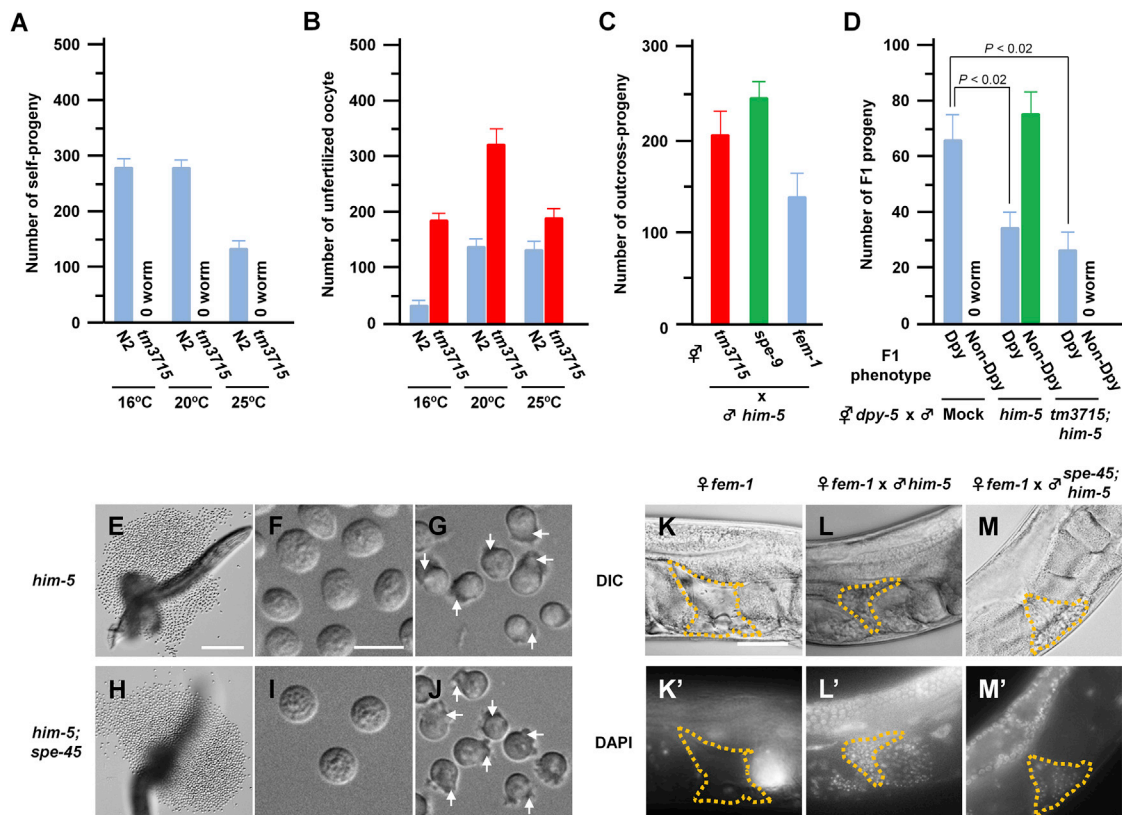 A
Number of self-progeny
500
400
300
200
100
0
0 worm
0 worm
0 worm
N2 tm3715 N2 tm3715 N2 tm3715
16ºC 20ºC 25ºC
B
Number of unfertilized oocyte
500
400
300
200
100
0
N2 tm3715 N2 tm3715 N2 tm3715
16ºC 20ºC 25ºC
C
Number of outcross-progeny
300
200
100
0
⚥ tm3715 spe-9 fem-1
x
♂ him-5
D
Number of F1 progeny
100
80
60
40
20
0
P < 0.02
P < 0.02
0 worm
0 worm
Dpy Non-Dpy Dpy Non-Dpy Dpy Non-Dpy
F1
phenotype
⚥ dpy-5 x ♂ Mock him-5 tm3715;
him-5
him-5
E F G
him-5;
spe-45
H I J
♀ fem-1 ♀ fem-1 x ♂ him-5 ♀ fem-1 x ♂ spe-45;
him-5
DIC
K L M
DAPI
K' L' M'